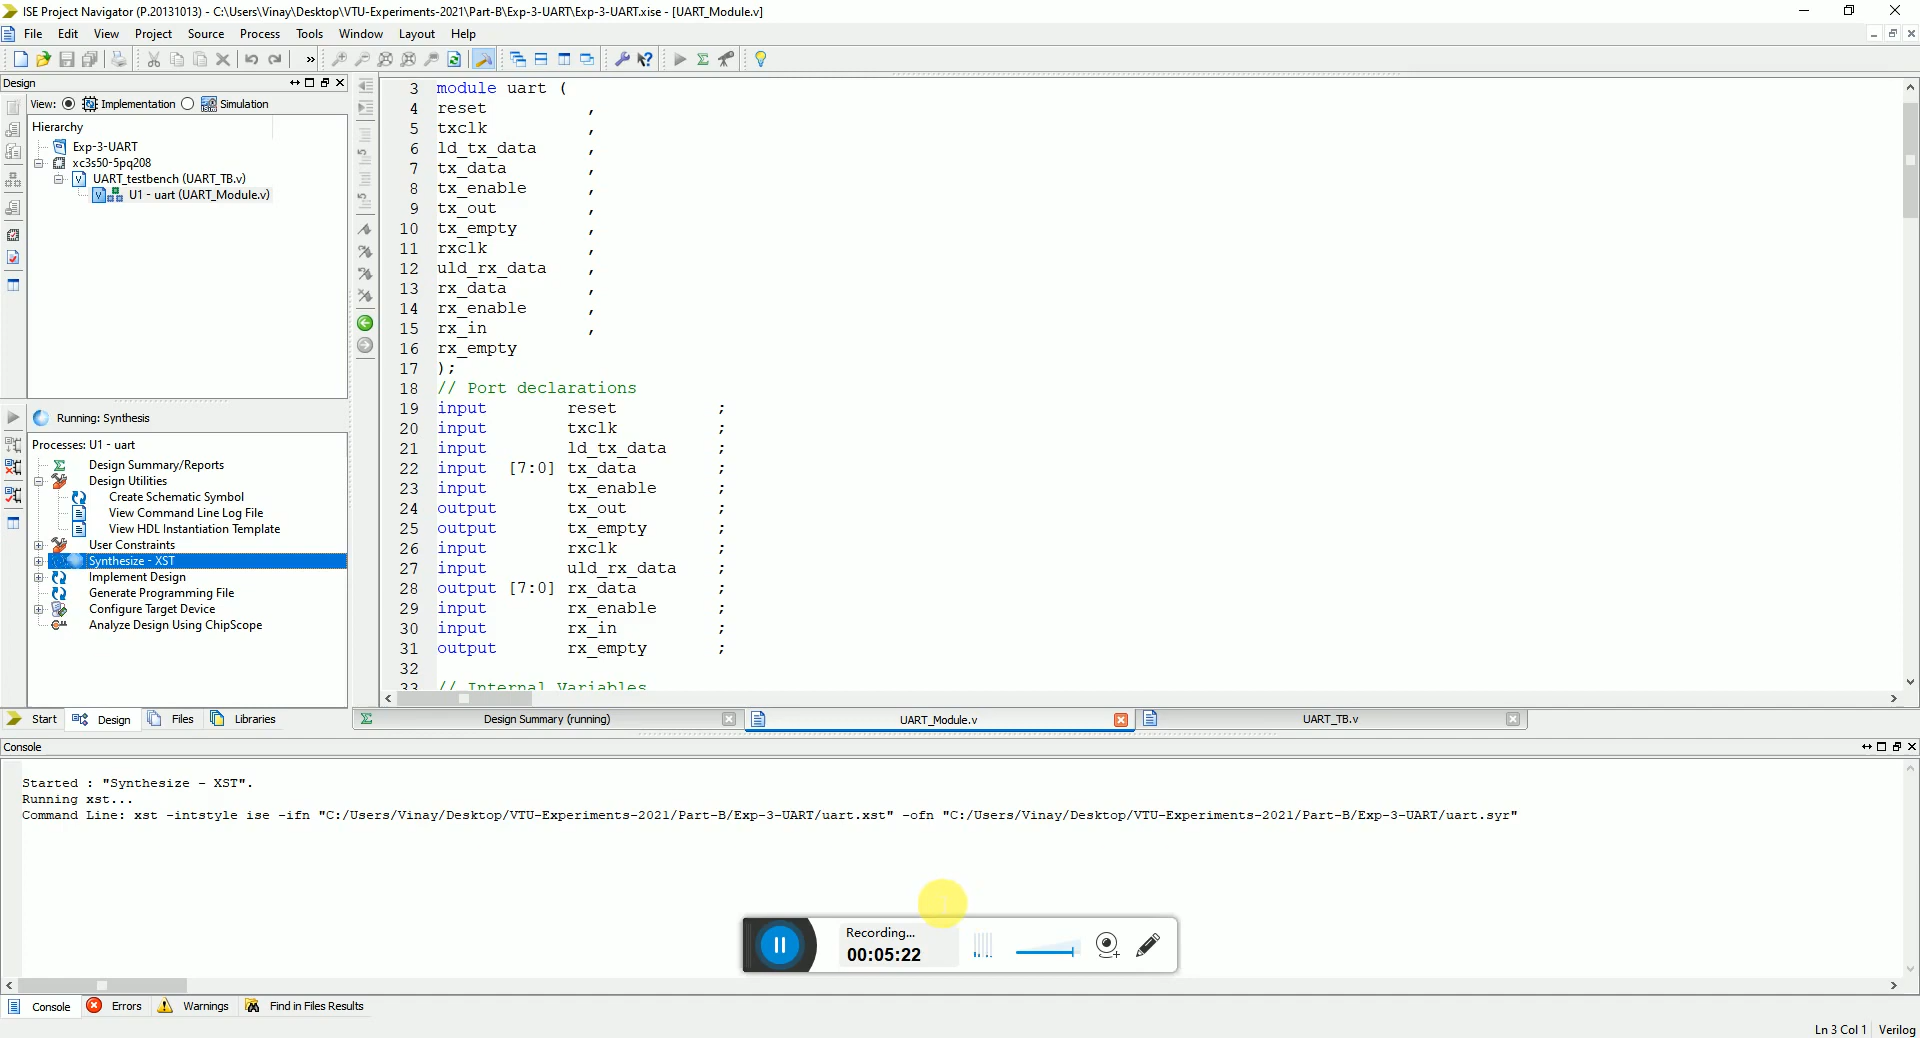 ISE Project Navigator (P.20131013) - C:\Users\Vinay\Desktop\VTU-Experiments-2021\Part-B\Exp-3-UART\Exp-3-UART.xise - [UART_Module.v]
File Edit View Project Source Process Tools Window Layout Help
»
Design
View: Implementation Simulation
Hierarchy
Exp-3-UART
xc3s50-5pq208
UART_testbench (UART_TB.v)
U1 - uart (UART_Module.v)
Running: Synthesis
Processes: U1 - uart
Design Summary/Reports
Design Utilities
Create Schematic Symbol
View Command Line Log File
View HDL Instantiation Template
User Constraints
Synthesize - XST
Implement Design
Generate Programming File
Configure Target Device
Analyze Design Using ChipScope
Start Design Files Libraries
3 module uart (
4 reset ,
5 txclk ,
6 ld_tx_data ,
7 tx_data ,
8 tx_enable ,
9 tx_out ,
10 tx_empty ,
11 rxclk ,
12 uld_rx_data ,
13 rx_data ,
14 rx_enable ,
15 rx_in ,
16 rx_empty
17 );
18 // Port declarations
19 input reset ;
20 input txclk ;
21 input ld_tx_data ;
22 input [7:0] tx_data ;
23 input tx_enable ;
24 output tx_out ;
25 output tx_empty ;
26 input rxclk ;
27 input uld_rx_data ;
28 output [7:0] rx_data ;
29 input rx_enable ;
30 input rx_in ;
31 output rx_empty ;
32
33 // Internal Variables
Design Summary (running) UART_Module.v UART_TB.v
Console
Started : "Synthesize - XST".
Running xst...
Command Line: xst -intstyle ise -ifn "C:/Users/Vinay/Desktop/VTU-Experiments-2021/Part-B/Exp-3-UART/uart.xst" -ofn "C:/Users/Vinay/Desktop/VTU-Experiments-2021/Part-B/Exp-3-UART/uart.syr"
Recording...
00:05:22
Console Errors Warnings Find in Files Results
Ln 3 Col 1 Verilog